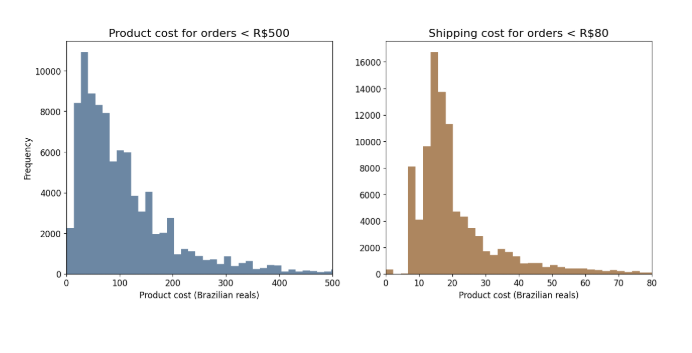 Product cost for orders < R$500
Frequency
0
2000
4000
6000
8000
10000
0 100 200 300 400 500
Product cost (Brazilian reals)
Shipping cost for orders < R$80
0
2000
4000
6000
8000
10000
12000
14000
16000
0 10 20 30 40 50 60 70 80
Product cost (Brazilian reals)